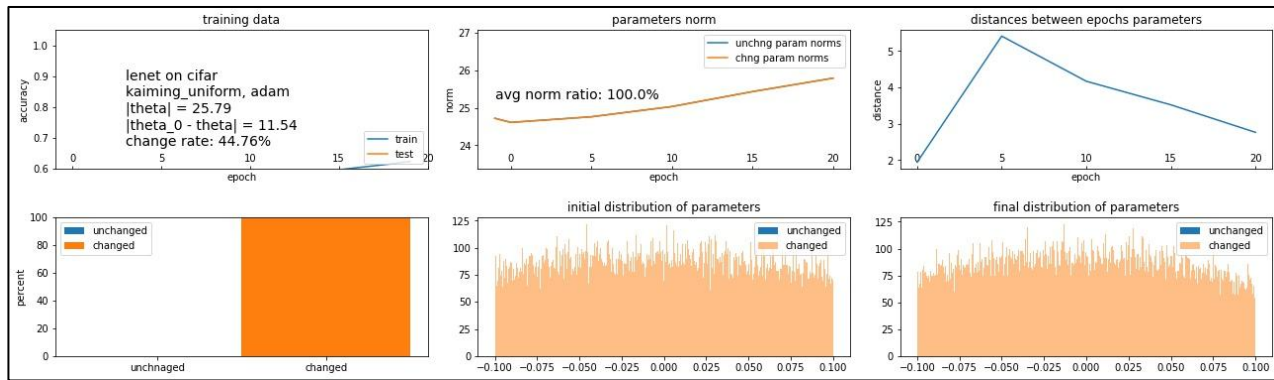 training data
1.0
0.9
0.8
0.7
0.6
accuracy
lenet on cifar
kaiming_uniform, adam
|theta| = 25.79
|theta_0 - theta| = 11.54
change rate: 44.76%
train
test
0 5 10 15 20
epoch
parameters norm
27
26
25
24
norm
unchng param norms
chng param norms
avg norm ratio: 100.0%
0 5 10 15 20
epoch
distances between epochs parameters
5
4
3
2
distance
0 5 10 15 20
epoch
100
80
60
40
20
0
percent
unchanged
changed
unchnaged changed
initial distribution of parameters
125
100
75
50
25
0
unchanged
changed
−0.100 −0.075 −0.050 −0.025 0.000 0.025 0.050 0.075 0.100
final distribution of parameters
125
100
75
50
25
0
unchanged
changed
−0.100 −0.075 −0.050 −0.025 0.000 0.025 0.050 0.075 0.100